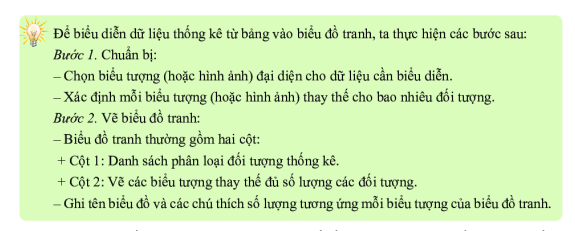 Để biểu diễn dữ liệu thống kê từ bảng vào biểu đồ tranh, ta thực hiện các bước sau:
Bước 1. Chuẩn bị:
– Chọn biểu tượng (hoặc hình ảnh) đại diện cho dữ liệu cần biểu diễn.
– Xác định mỗi biểu tượng (hoặc hình ảnh) thay thế cho bao nhiêu đối tượng.
Bước 2. Vẽ biểu đồ tranh:
– Biểu đồ tranh thường gồm hai cột:
+ Cột 1: Danh sách phân loại đối tượng thống kê.
+ Cột 2: Vẽ các biểu tượng thay thế đủ số lượng các đối tượng.
– Ghi tên biểu đồ và các chú thích số lượng tương ứng mỗi biểu tượng của biểu đồ tranh.